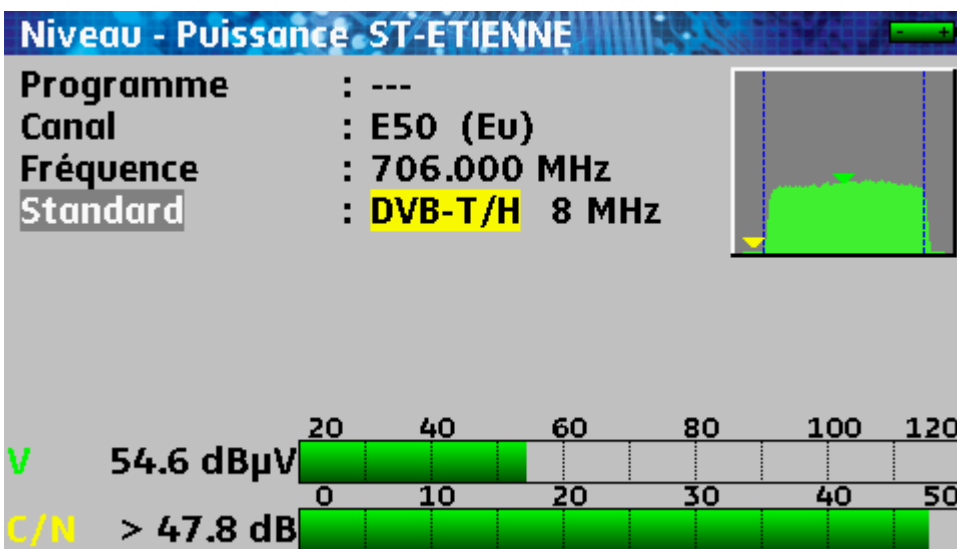 Niveau - Puissance ST-ETIENNE - +
Programme : ---
Canal : E50 (Eu)
Fréquence : 706.000 MHz
Standard : DVB-T/H 8 MHz
20 40 60 80 100 120
V 54.6 dBµV
0 10 20 30 40 50
C/N > 47.8 dB